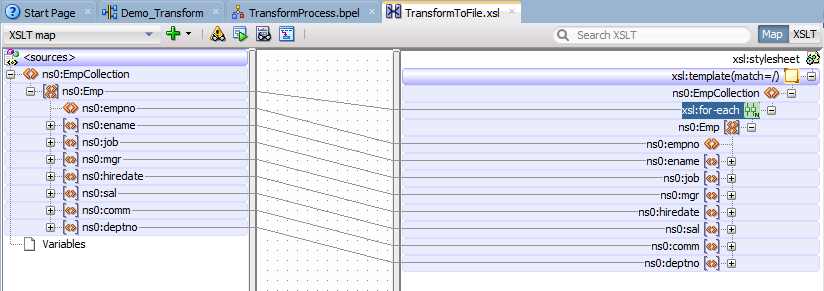 Start Page Demo_Transform TransformProcess.bpel TransformToFile.xsl
XSLT map Search XSLT Map XSLT
<sources> xsl:stylesheet
ns0:EmpCollection xsl:template(match=/)
ns0:Emp ns0:EmpCollection
ns0:empno xsl:for-each
ns0:ename ns0:Emp
ns0:job ns0:empno
ns0:mgr ns0:ename
ns0:hiredate ns0:job
ns0:sal ns0:mgr
ns0:comm ns0:hiredate
ns0:deptno ns0:sal
Variables ns0:comm
ns0:deptno